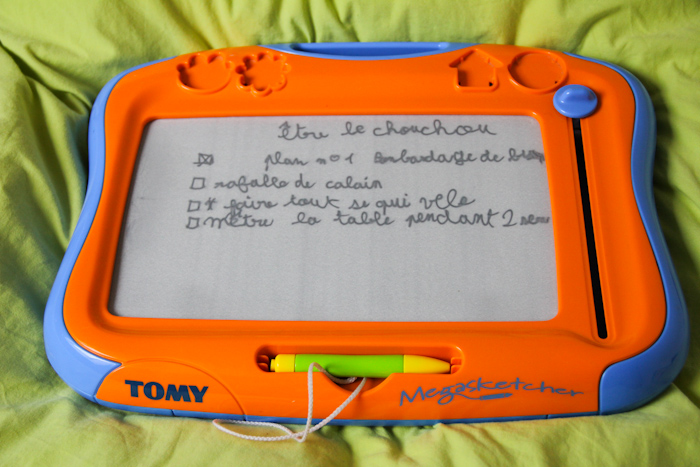 être le chouchou
plan n° 1 Bombardage de
rafalle de calain
faire tout se qui vele
mettre la table pendant 2
TOMY
Megasketcher